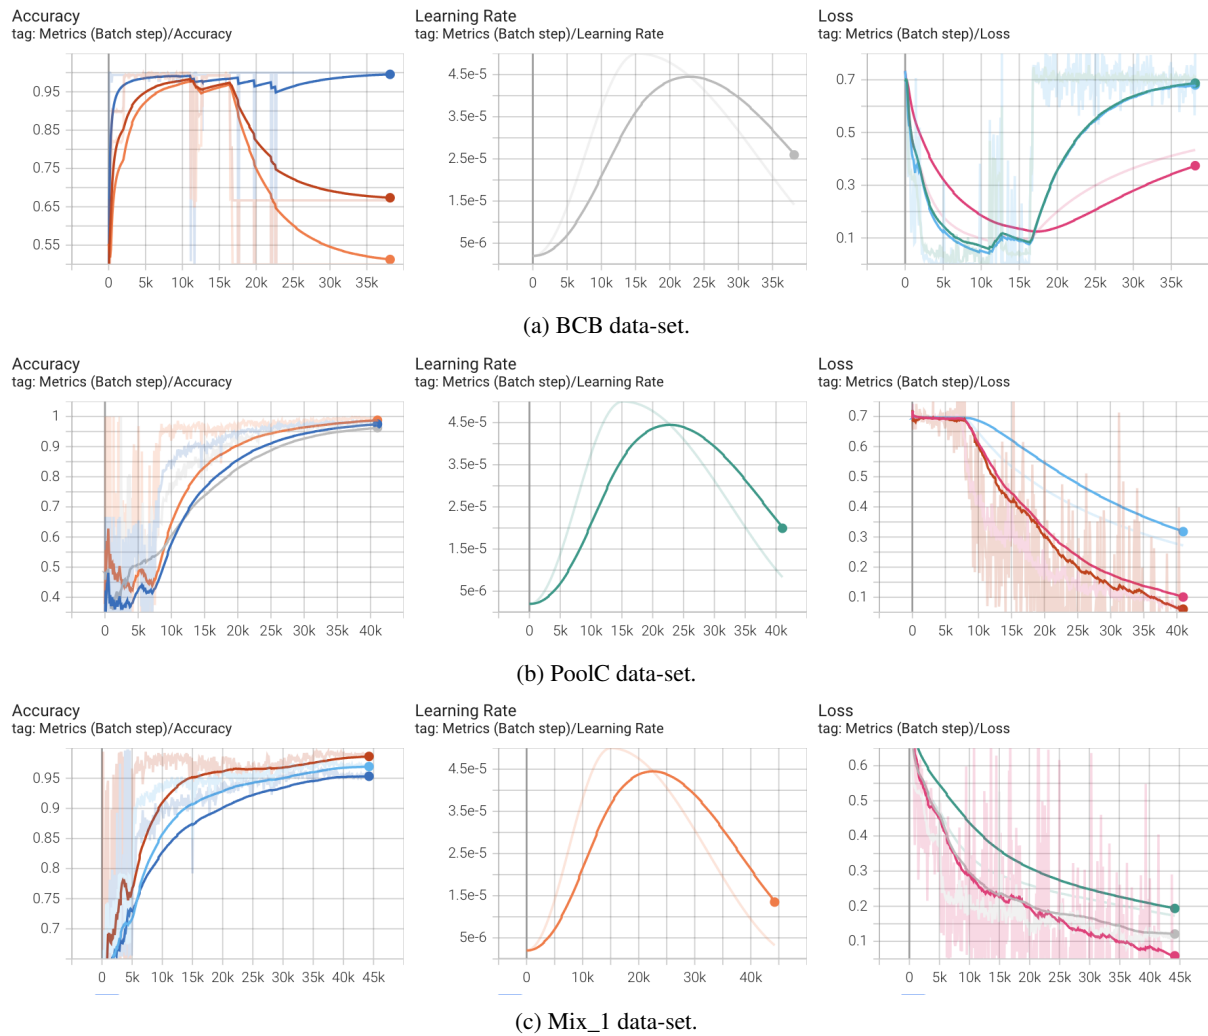 Accuracy
tag: Metrics (Batch step)/Accuracy
0.95
0.85
0.75
0.65
0.55
0 5k 10k 15k 20k 25k 30k 35k
Learning Rate
tag: Metrics (Batch step)/Learning Rate
4.5e-5
3.5e-5
2.5e-5
1.5e-5
5e-6
0 5k 10k 15k 20k 25k 30k 35k
Loss
tag: Metrics (Batch step)/Loss
0.7
0.5
0.3
0.1
0 5k 10k 15k 20k 25k 30k 35k
(a) BCB data-set.
Accuracy
tag: Metrics (Batch step)/Accuracy
1
0.9
0.8
0.7
0.6
0.5
0.4
0 5k 10k 15k 20k 25k 30k 35k 40k
Learning Rate
tag: Metrics (Batch step)/Learning Rate
4.5e-5
3.5e-5
2.5e-5
1.5e-5
5e-6
0 5k 10k 15k 20k 25k 30k 35k 40k
Loss
tag: Metrics (Batch step)/Loss
0.7
0.6
0.5
0.4
0.3
0.2
0.1
0 5k 10k 15k 20k 25k 30k 35k 40k
(b) PoolC data-set.
Accuracy
tag: Metrics (Batch step)/Accuracy
0.95
0.9
0.85
0.8
0.75
0.7
0 5k 10k 15k 20k 25k 30k 35k 40k 45k
Learning Rate
tag: Metrics (Batch step)/Learning Rate
4.5e-5
3.5e-5
2.5e-5
1.5e-5
5e-6
0 5k 10k 15k 20k 25k 30k 35k 40k
Loss
tag: Metrics (Batch step)/Loss
0.6
0.5
0.4
0.3
0.2
0.1
0 5k 10k 15k 20k 25k 30k 35k 40k 45k
(c) Mix_1 data-set.